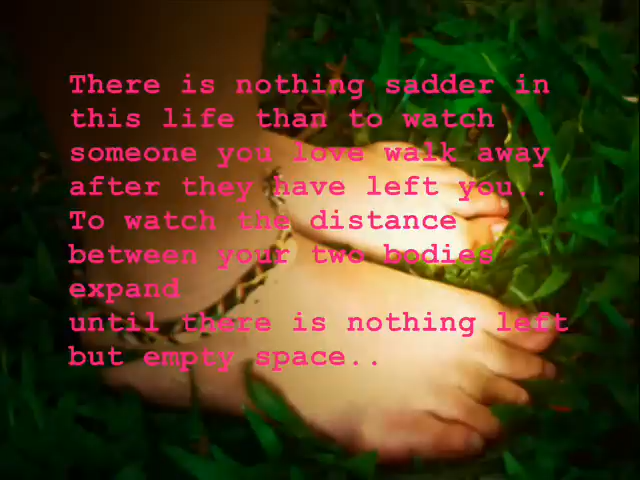 There is nothing sadder in
this life than to watch
someone you love walk away
after they have left you..
To watch the distance
between your two bodies
expand
until there is nothing left
but empty space..